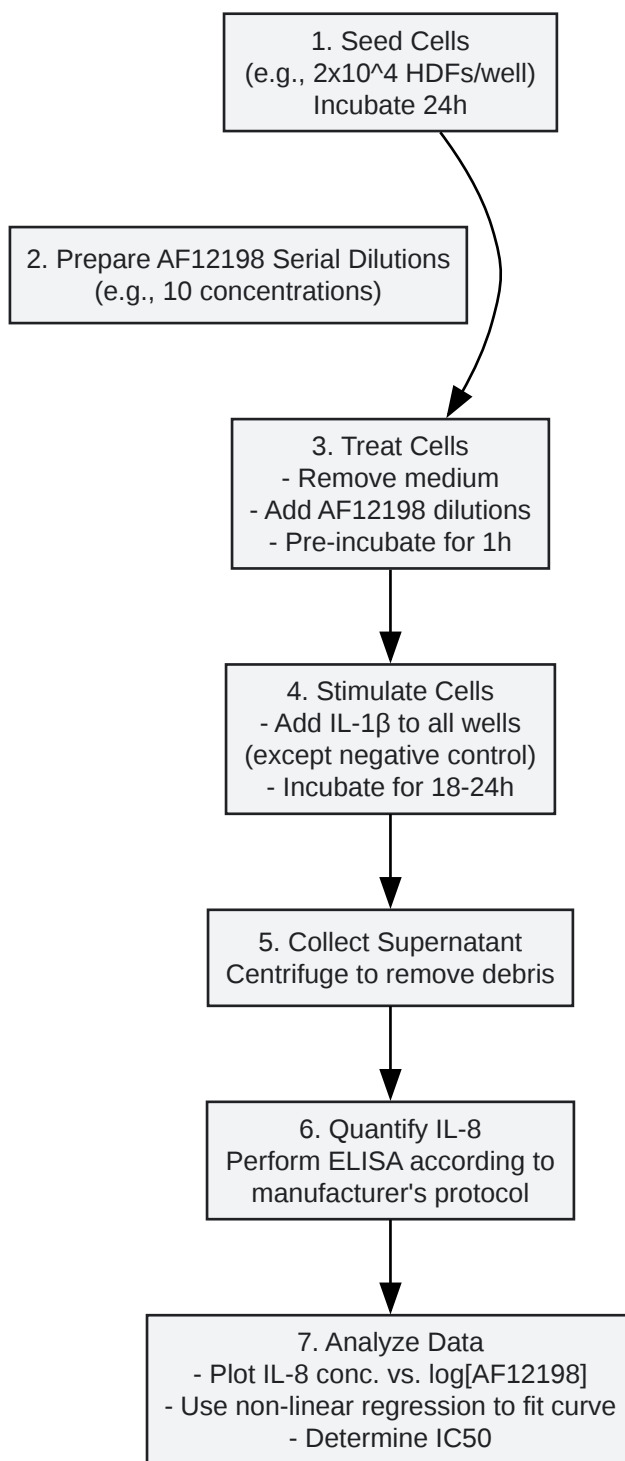 1. Seed Cells
(e.g., 2x10^4 HDFs/well)
Incubate 24h
2. Prepare AF12198 Serial Dilutions
(e.g., 10 concentrations)
3. Treat Cells
- Remove medium
- Add AF12198 dilutions
- Pre-incubate for 1h
4. Stimulate Cells
- Add IL-1β to all wells
(except negative control)
- Incubate for 18-24h
5. Collect Supernatant
Centrifuge to remove debris
6. Quantify IL-8
Perform ELISA according to
manufacturer's protocol
7. Analyze Data
- Plot IL-8 conc. vs. log[AF12198]
- Use non-linear regression to fit curve
- Determine IC50